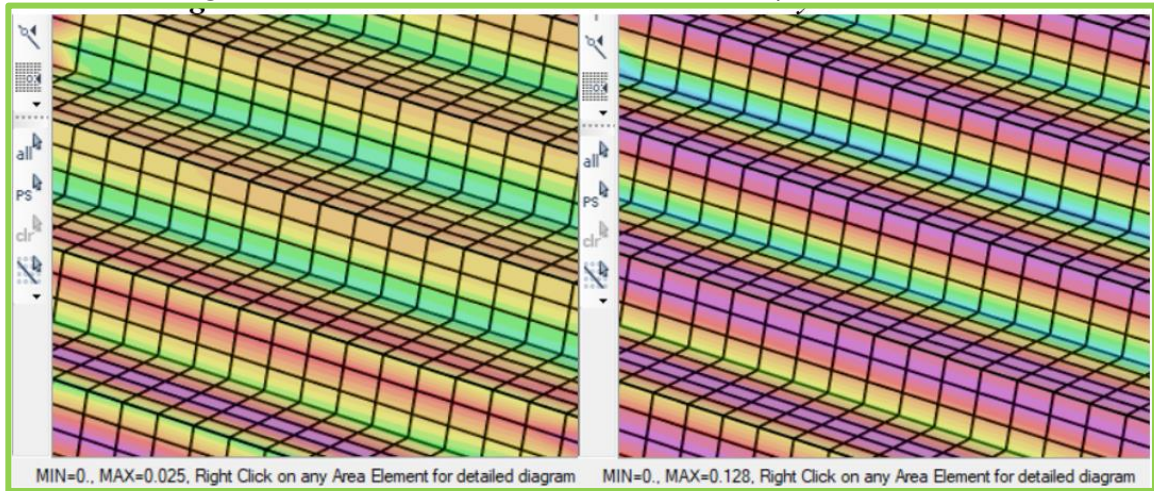 all
PS
clr
all
PS
clr
MIN=0., MAX=0.025, Right Click on any Area Element for detailed diagram
MIN=0., MAX=0.128, Right Click on any Area Element for detailed diagram